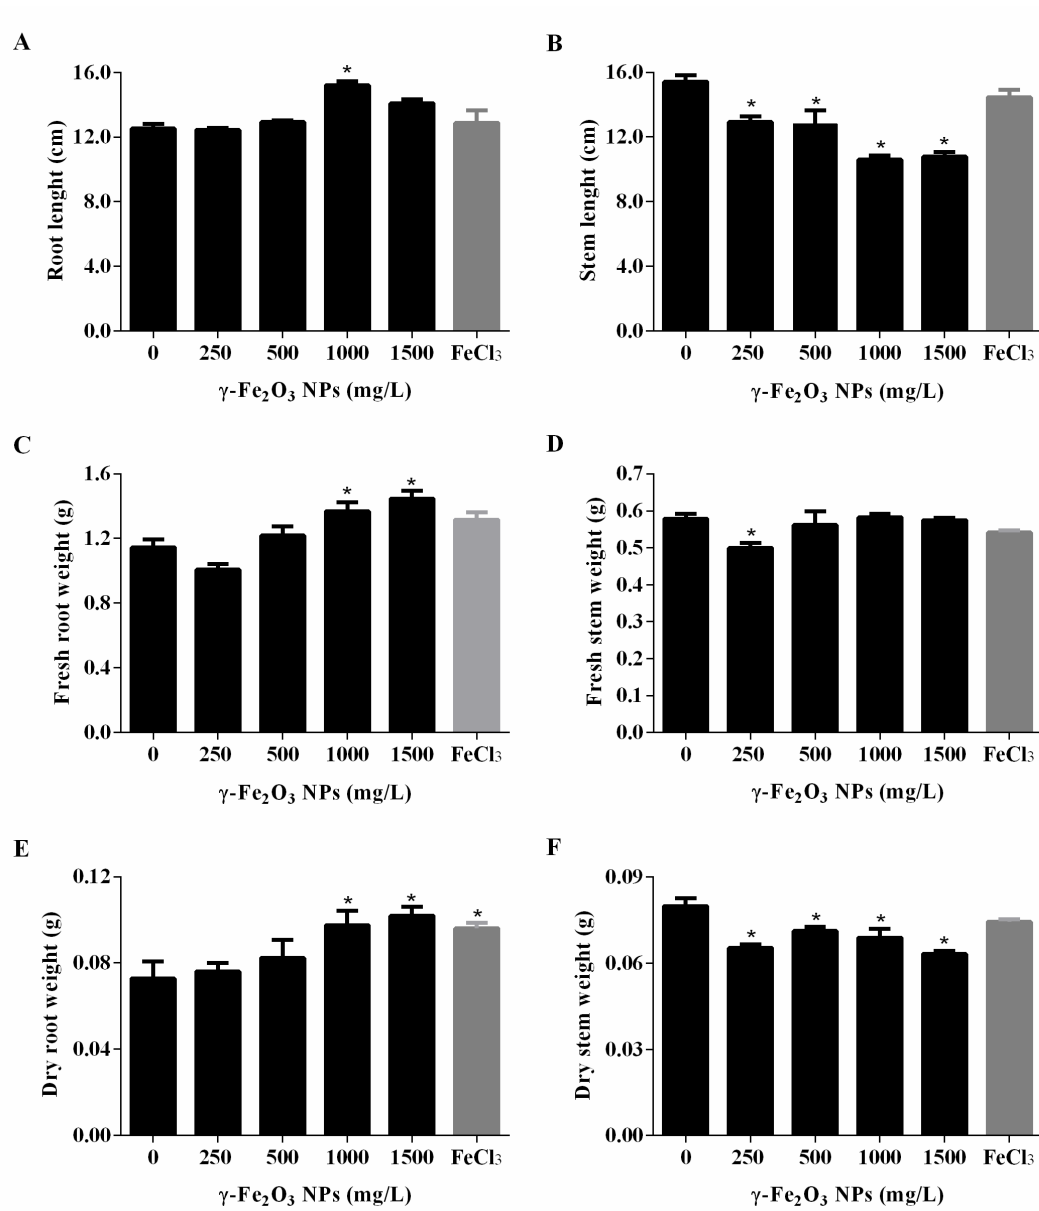 A
Root lenght (cm)
16.0
12.0
8.0
4.0
0.0
*
0 250 500 1000 1500 FeCl₃
γ-Fe₂O₃ NPs (mg/L)
B
Stem lenght (cm)
16.0
12.0
8.0
4.0
0.0
* * * *
0 250 500 1000 1500 FeCl₃
γ-Fe₂O₃ NPs (mg/L)
C
Fresh root weight (g)
1.6
1.2
0.8
0.4
0.0
* *
0 250 500 1000 1500 FeCl₃
γ-Fe₂O₃ NPs (mg/L)
D
Fresh stem weight (g)
0.7
0.6
0.5
0.4
0.3
0.2
0.1
0.0
*
0 250 500 1000 1500 FeCl₃
γ-Fe₂O₃ NPs (mg/L)
E
Dry root weight (g)
0.12
0.08
0.04
0.00
* * *
0 250 500 1000 1500 FeCl₃
γ-Fe₂O₃ NPs (mg/L)
F
Dry stem weight (g)
0.09
0.06
0.03
0.00
* * * *
0 250 500 1000 1500 FeCl₃
γ-Fe₂O₃ NPs (mg/L)